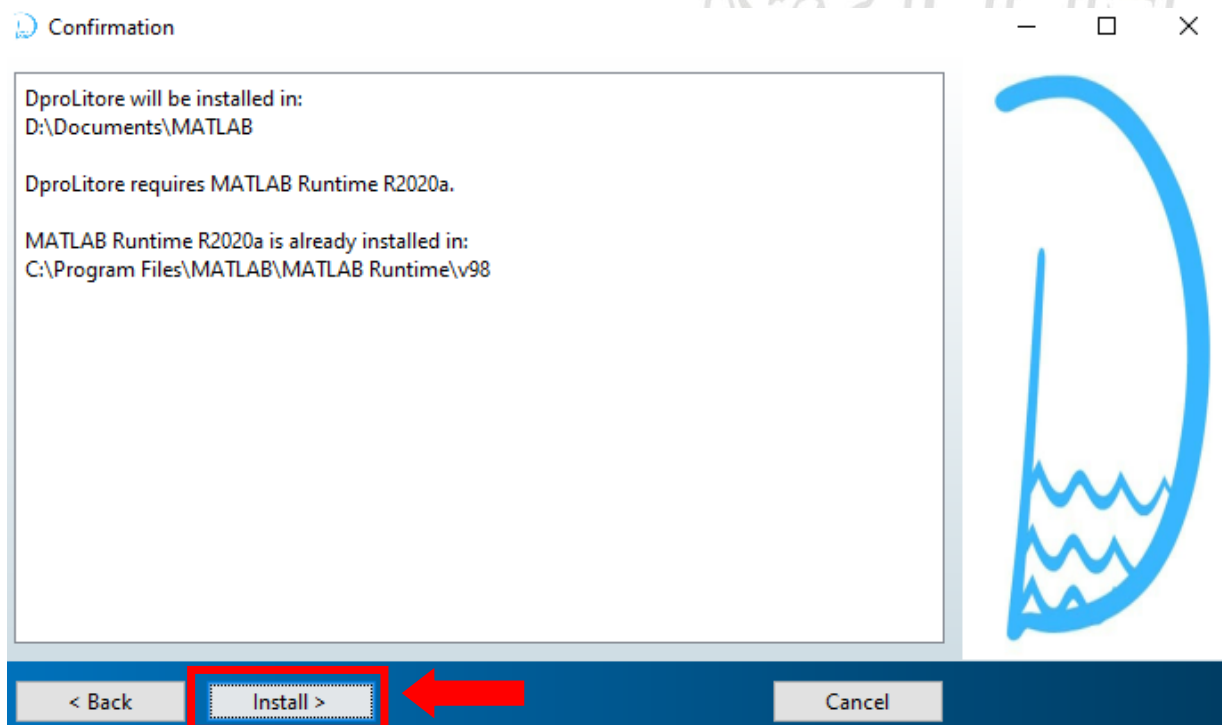 Confirmation
DproLitore will be installed in:
D:\Documents\MATLAB
DproLitore requires MATLAB Runtime R2020a.
MATLAB Runtime R2020a is already installed in:
C:\Program Files\MATLAB\MATLAB Runtime\v98
< Back
Install >
Cancel